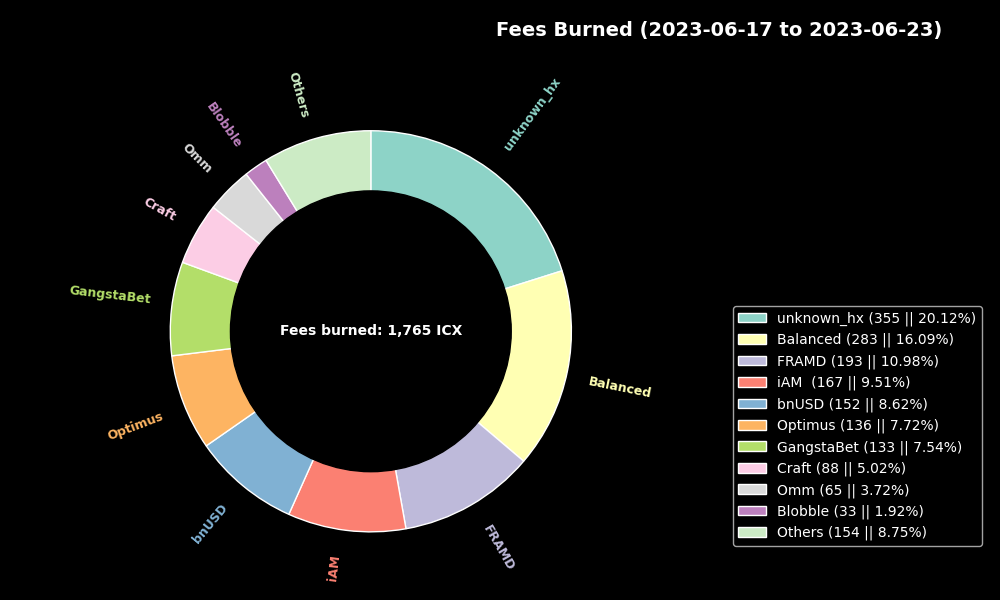 Fees Burned (2023-06-17 to 2023-06-23)
unknown_hx
Others
Blobble
Omm
Craft
GangstaBet
Optimus
bnUSD
iAM
FRAMD
Balanced
Fees burned: 1,765 ICX
unknown_hx (355 || 20.12%)
Balanced (283 || 16.09%)
FRAMD (193 || 10.98%)
iAM  (167 || 9.51%)
bnUSD (152 || 8.62%)
Optimus (136 || 7.72%)
GangstaBet (133 || 7.54%)
Craft (88 || 5.02%)
Omm (65 || 3.72%)
Blobble (33 || 1.92%)
Others (154 || 8.75%)